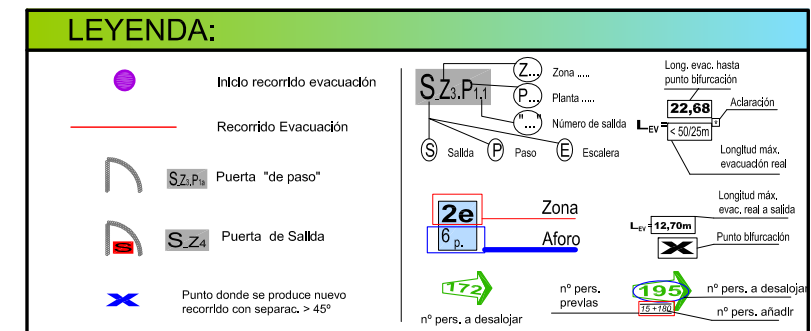 LEYENDA:
Inicio recorrido evacuación
Recorrido Evacuación
S_Z3.P1a Puerta "de paso"
S S_Z4 Puerta de Salida
Punto donde se produce nuevo
recorrido con separac. > 45º
S_Z3.P1.1
Z... Zona .....
P... Planta .....
"..." Número de salida
S Salida P Paso E Escalera
Long. evac. hasta
punto bifurcación
22,68 Aclaración
LEV = < 50/25m *
Longitud máx.
evacuación real
2e Zona
6 p. Aforo
Longitud máx.
evac. real a salida
LEV= 12,70m
Punto bifurcación
172
nº pers. a desalojar
nº pers.
previas
195
15 +180
nº pers. a desalojar
nº pers. añadir